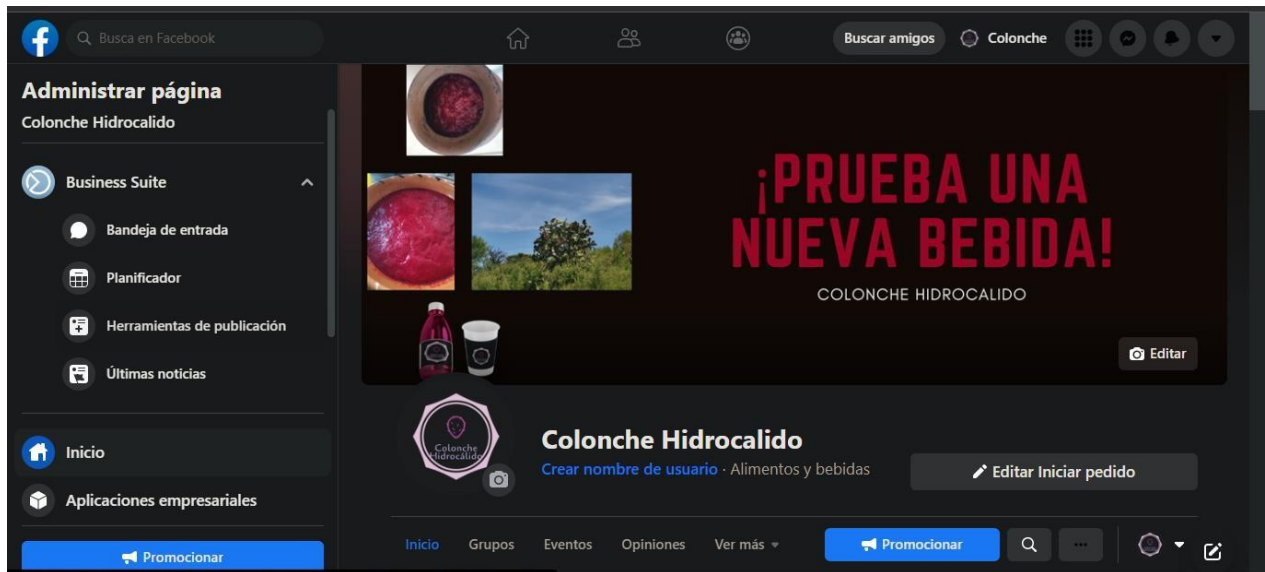 Busca en Facebook
Buscar amigos
Colonche
Administrar página
Colonche Hidrocalido
Business Suite
Bandeja de entrada
Planificador
Herramientas de publicación
Últimas noticias
Inicio
Aplicaciones empresariales
Promocionar
¡PRUEBA UNA
NUEVA BEBIDA!
COLONCHE HIDROCALIDO
Editar
Colonche
Hidrocálido
Colonche Hidrocalido
Crear nombre de usuario · Alimentos y bebidas
Editar Iniciar pedido
Inicio Grupos Eventos Opiniones Ver más
Promocionar